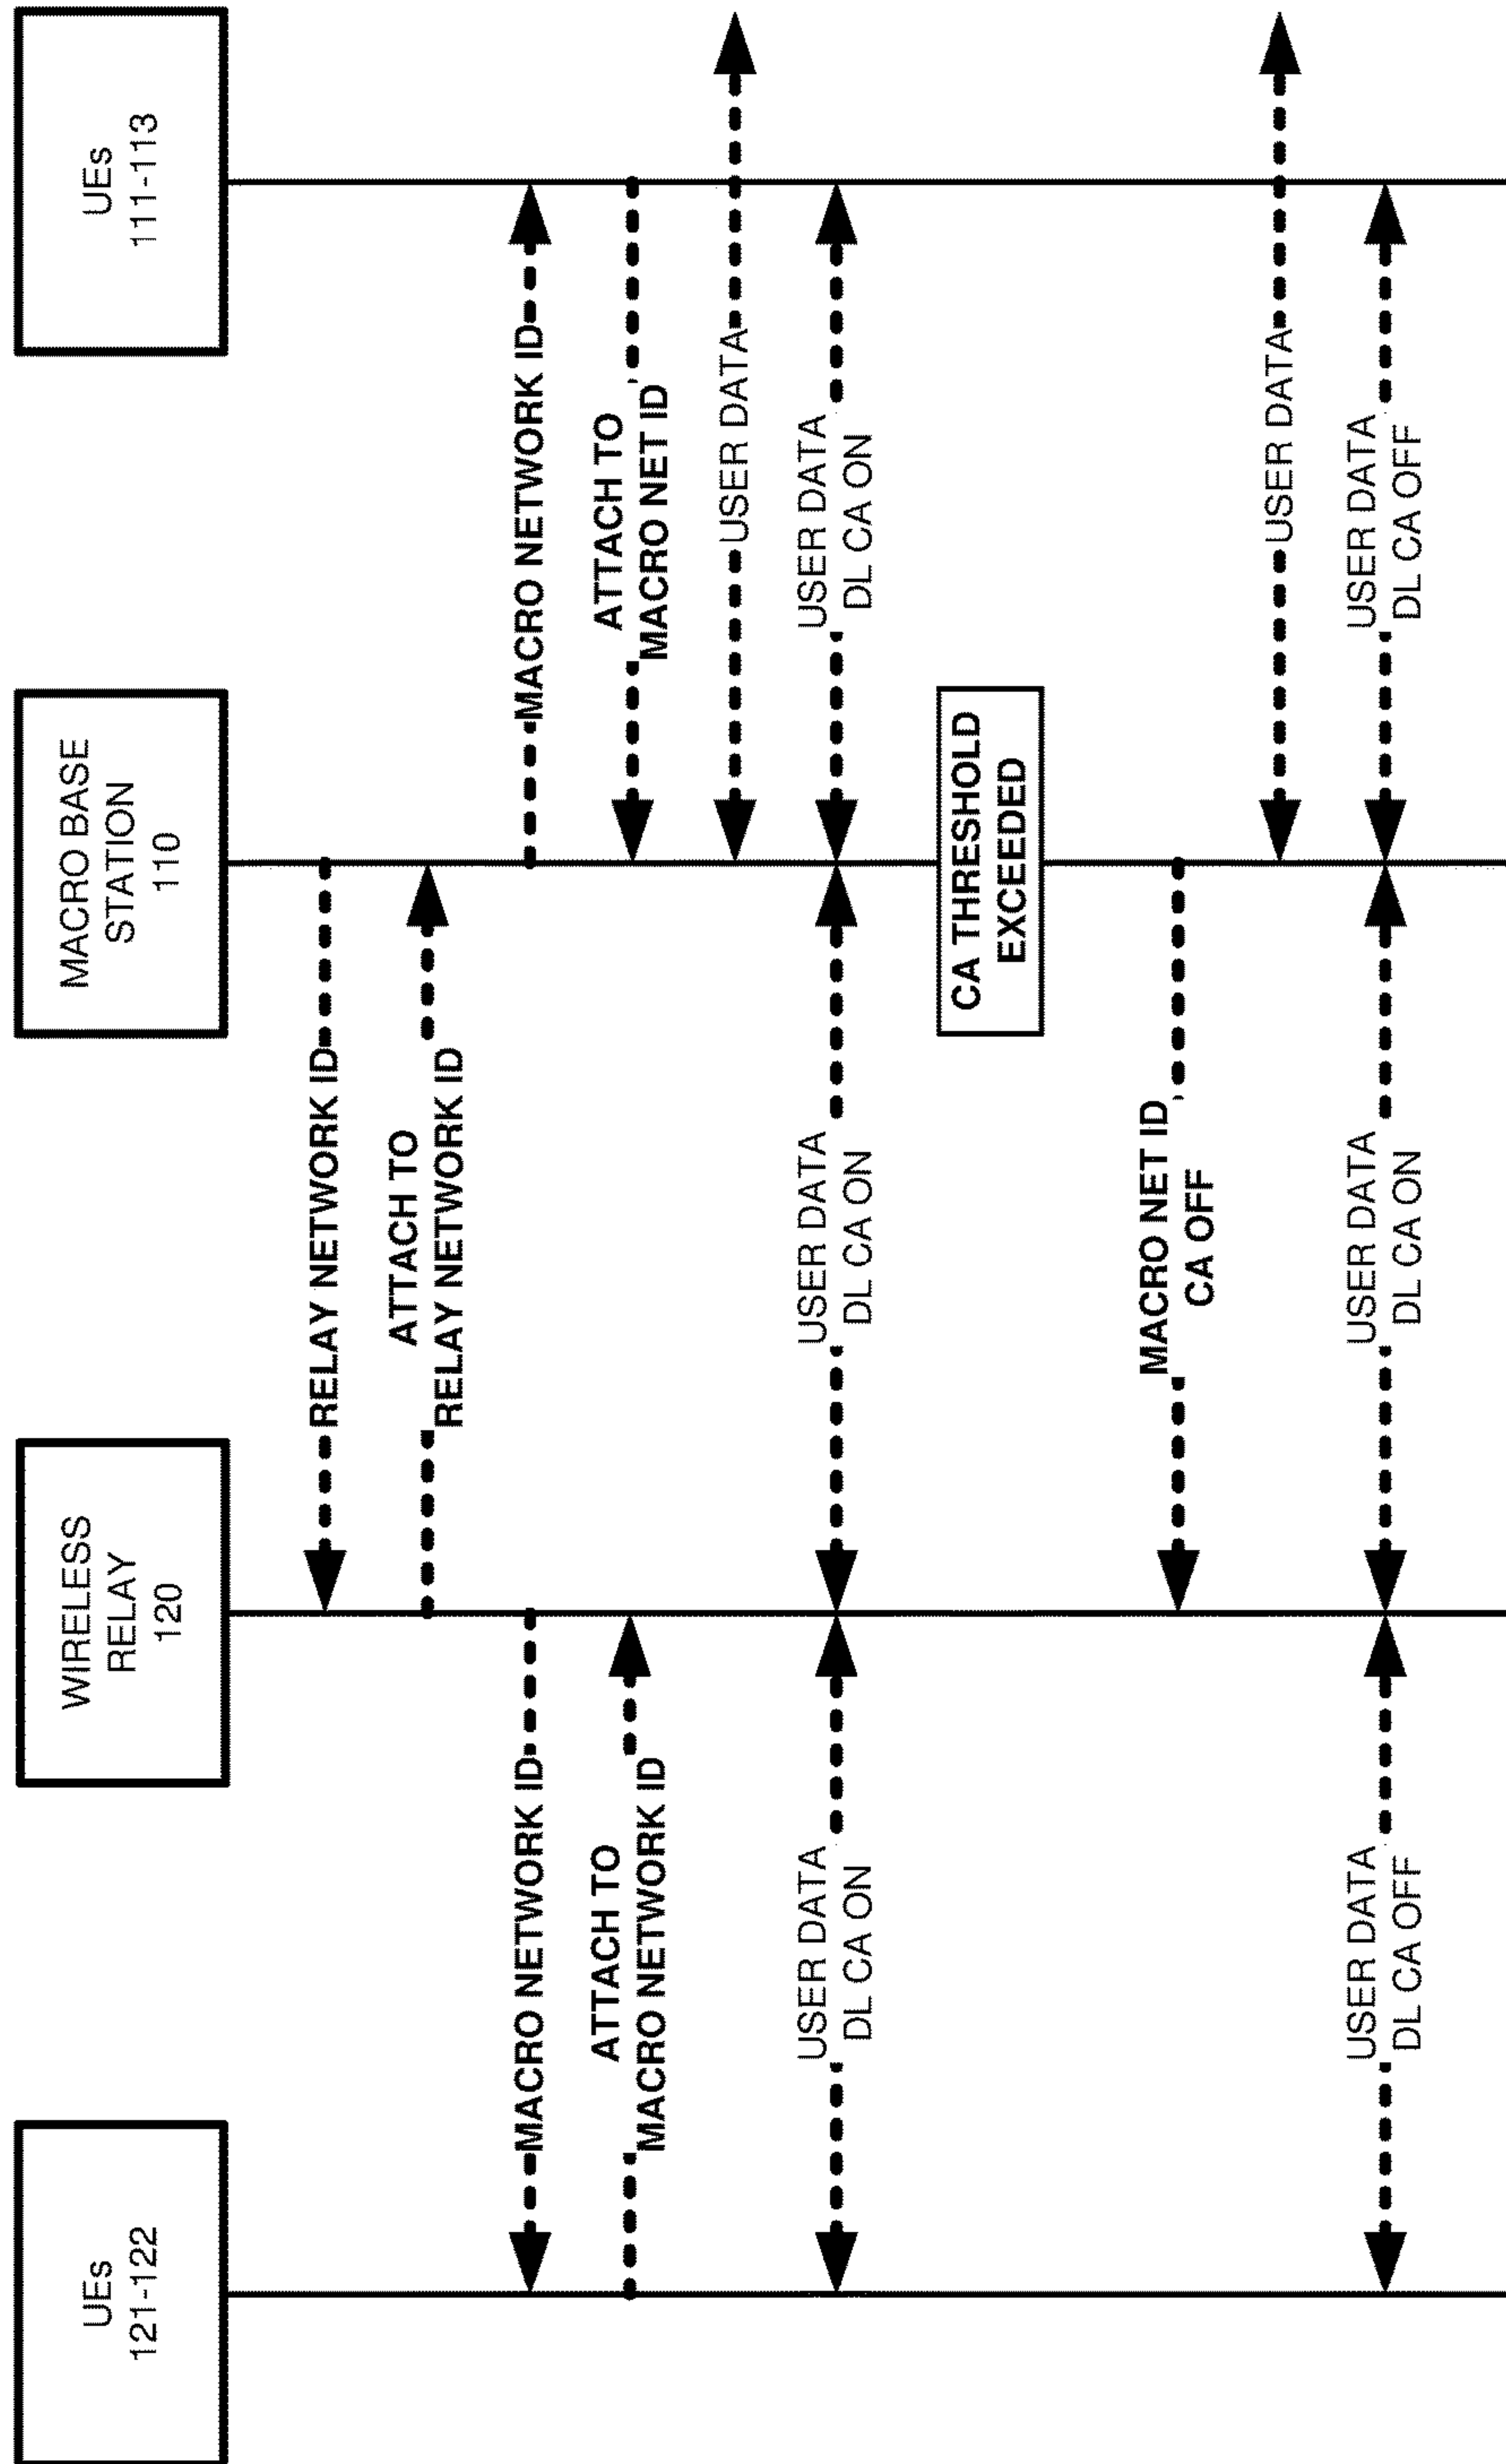 UEs
121-122
WIRELESS
RELAY
120
MACRO BASE
STATION
110
UEs
111-113
RELAY NETWORK ID
ATTACH TO
RELAY NETWORK ID
MACRO NETWORK ID
MACRO NETWORK ID
ATTACH TO
MACRO NETWORK ID
ATTACH TO
MACRO NET ID
USER DATA
USER DATA
DL CA ON
USER DATA
DL CA ON
USER DATA
DL CA ON
CA THRESHOLD
EXCEEDED
MACRO NET ID
CA OFF
USER DATA
USER DATA
DL CA OFF
USER DATA
DL CA ON
USER DATA
DL CA OFF